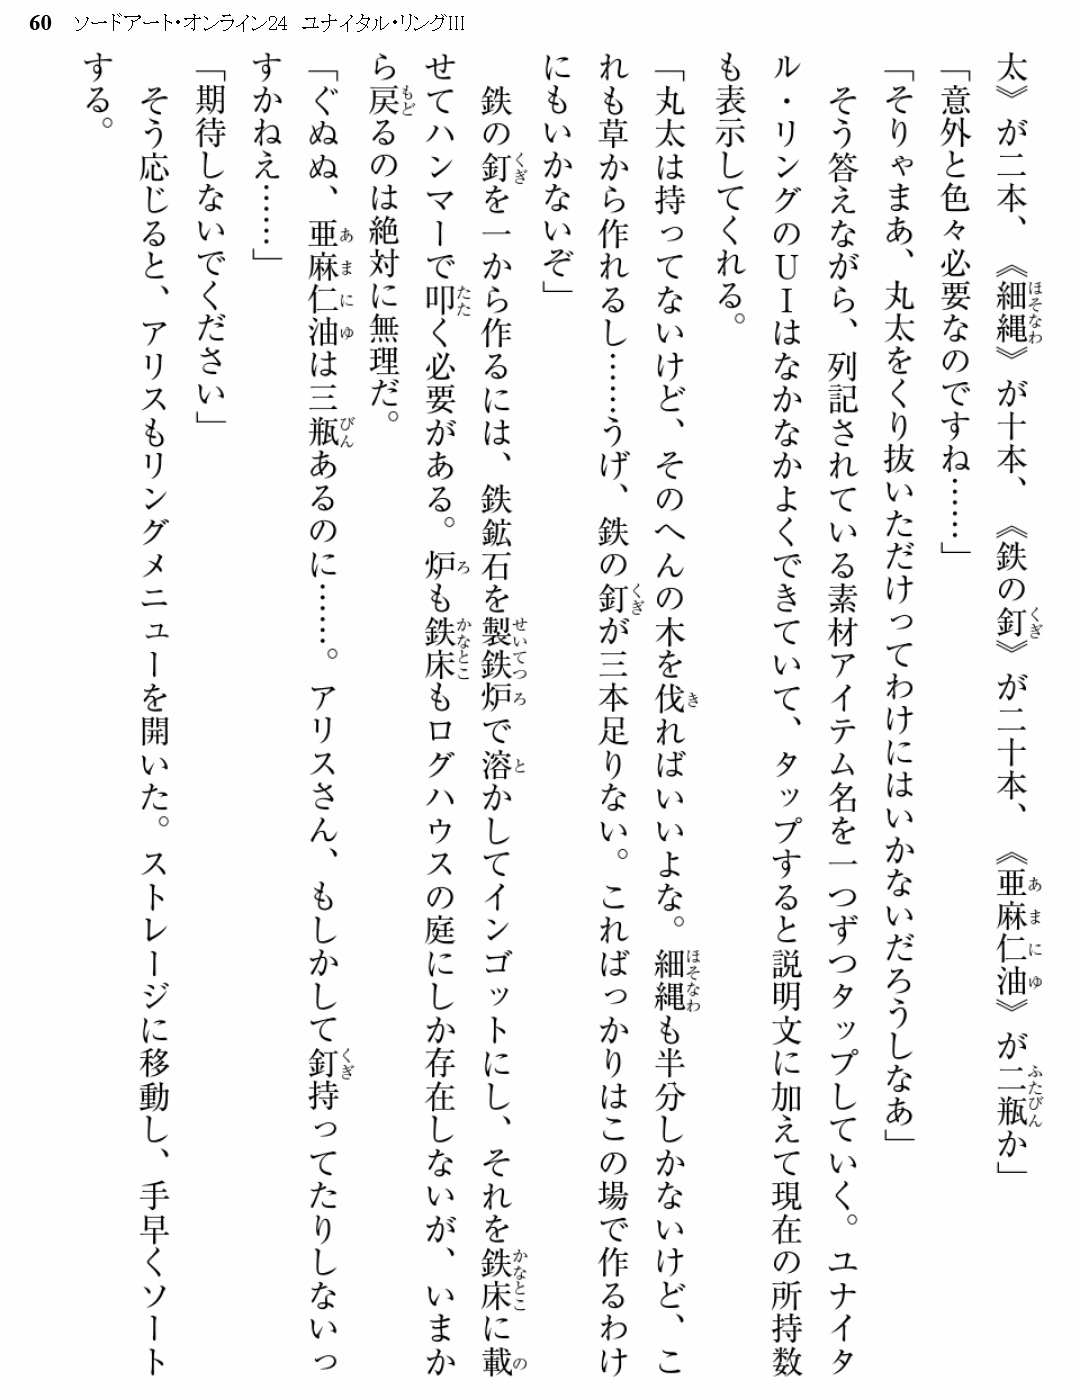 60 ソードアート・オンライン24 ユナイタル・リングIII
太》が二本、《細縄》が十本、《鉄の釘》が二十本、《亜麻仁油》が二瓶か」
「意外と色々必要なのですね……」
「そりゃまあ、丸太をくり抜いただけってわけにはいかないだろうしなあ」
　そう答えながら、列記されている素材アイテム名を一つずつタップしていく。ユナイタ
ル・リングのUIはなかなかよくできていて、タップすると説明文に加えて現在の所持数
も表示してくれる。
「丸太は持ってないけど、そのへんの木を伐ればいいよな。細縄も半分しかないけど、こ
れも草から作れるし……うげ、鉄の釘が三本足りない。こればっかりはこの場で作るわけ
にもいかないぞ」
　鉄の釘を一から作るには、鉄鉱石を製鉄炉で溶かしてインゴットにし、それを鉄床に載
せてハンマーで叩く必要がある。炉も鉄床もログハウスの庭にしか存在しないが、いまか
ら戻るのは絶対に無理だ。
「ぐぬぬ、亜麻仁油は三瓶あるのに……。アリスさん、もしかして釘持ってたりしないっ
すかねえ……」
「期待しないでください」
　そう応じると、アリスもリングメニューを開いた。ストレージに移動し、手早くソート
する。